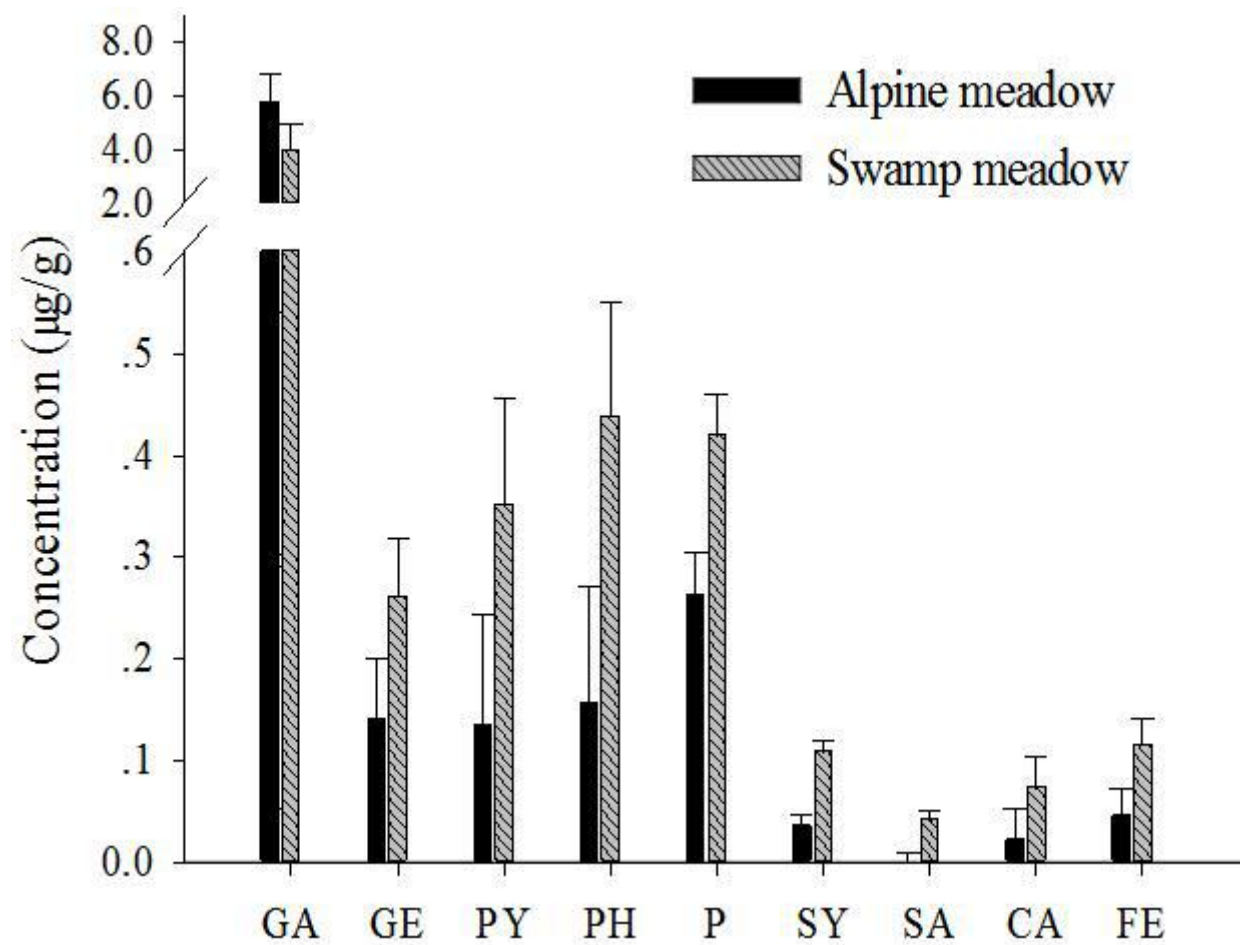 8.0
6.0
4.0
2.0
.6
.5
.4
.3
.2
.1
0.0
Concentration (µg/g)
Alpine meadow
Swamp meadow
GA GE PY PH P SY SA CA FE